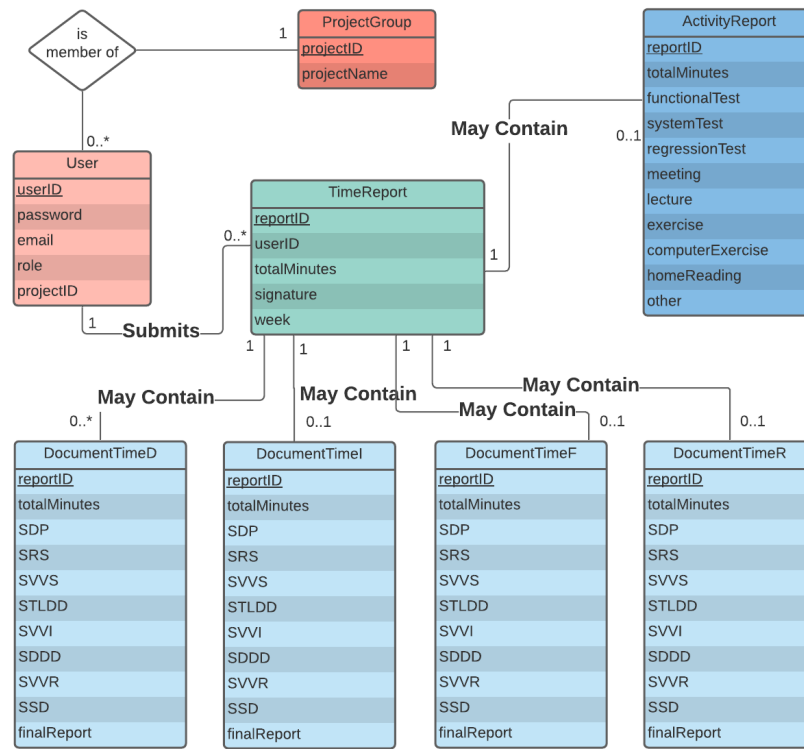 is
member of
1
ProjectGroup
projectID
projectName
0..*
User
userID
password
email
role
projectID
1
Submits
0..*
TimeReport
reportID
userID
totalMinutes
signature
week
1
May Contain
0..1
ActivityReport
reportID
totalMinutes
functionalTest
systemTest
regressionTest
meeting
lecture
exercise
computerExercise
homeReading
other
1
1
1
1
May Contain
May Contain
May Contain
May Contain
0..*
0..1
0..1
0..1
DocumentTimeD
reportID
totalMinutes
SDP
SRS
SVVS
STLDD
SVVI
SDDD
SVVR
SSD
finalReport
DocumentTimeI
reportID
totalMinutes
SDP
SRS
SVVS
STLDD
SVVI
SDDD
SVVR
SSD
finalReport
DocumentTimeF
reportID
totalMinutes
SDP
SRS
SVVS
STLDD
SVVI
SDDD
SVVR
SSD
finalReport
DocumentTimeR
reportID
totalMinutes
SDP
SRS
SVVS
STLDD
SVVI
SDDD
SVVR
SSD
finalReport